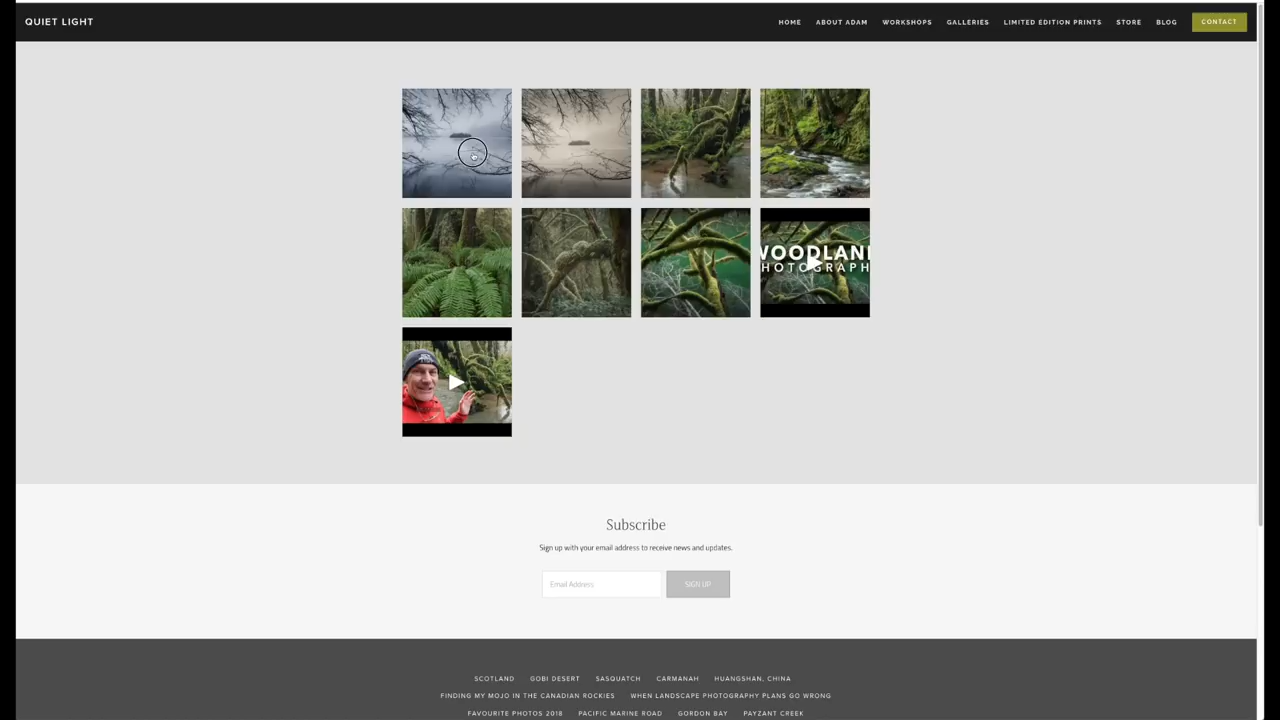 QUIET LIGHT
HOME ABOUT ADAM WORKSHOPS GALLERIES LIMITED EDITION PRINTS STORE BLOG CONTACT
WOODLAN
HOTOGRAPH
Subscribe
Sign up with your email address to receive news and updates.
Email Address SIGN UP
SCOTLAND GOBI DESERT SASQUATCH CARMANAH HUANGSHAN, CHINA
FINDING MY MOJO IN THE CANADIAN ROCKIES WHEN LANDSCAPE PHOTOGRAPHY PLANS GO WRONG
FAVOURITE PHOTOS 2018 PACIFIC MARINE ROAD GORDON BAY PAYZANT CREEK